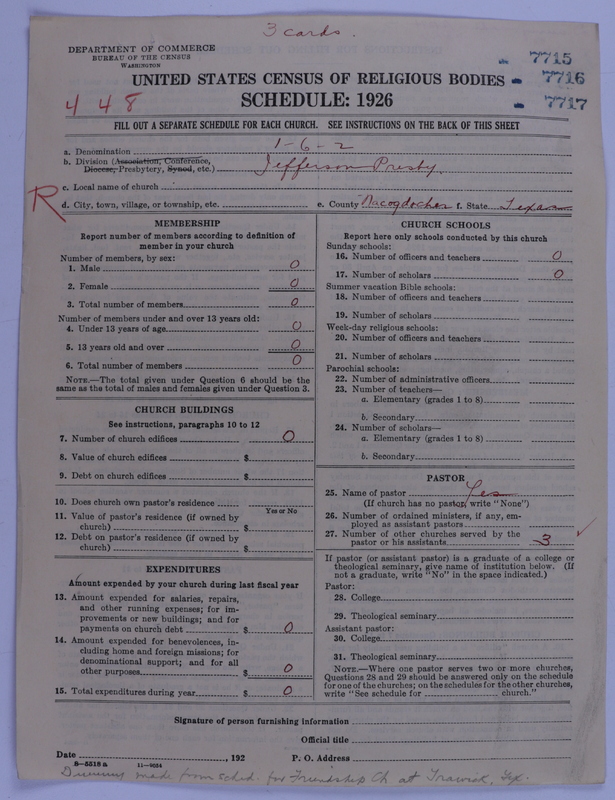 3 cards.
DEPARTMENT OF COMMERCE
BUREAU OF THE CENSUS
WASHINGTON
7715
7716
7717
UNITED STATES CENSUS OF RELIGIOUS BODIES
448
SCHEDULE: 1926
FILL OUT A SEPARATE SCHEDULE FOR EACH CHURCH. SEE INSTRUCTIONS ON THE BACK OF THIS SHEET
a. Denomination 1-6-2
b. Division (Association, Conference, Diocese, Presbytery, Synod, etc.) Jefferson Presby.
R
c. Local name of church
d. City, town, village, or township, etc. e. County Nacogdoches f. State Texas
MEMBERSHIP
Report number of members according to definition of
member in your church
Number of members, by sex:
1. Male 0
2. Female 0
3. Total number of members 0
Number of members under and over 13 years old:
4. Under 13 years of age 0
5. 13 years old and over 0
6. Total number of members 0
NOTE.—The total given under Question 6 should be
same as the total of males and females given under Question 3.
CHURCH BUILDINGS
See instructions, paragraphs 10 to 12
7. Number of church edifices 0
8. Value of church edifices $
9. Debt on church edifices $
10. Does church own pastor's residence
Yes or No
11. Value of pastor's residence (if owned by
church) $
12. Debt on pastor's residence (if owned by
church) $
EXPENDITURES
Amount expended by your church during last fiscal year
13. Amount expended for salaries, repairs,
and other running expenses; for im-
provements or new buildings; and for
payments on church debt $ 0
14. Amount expended for benevolences, in-
cluding home and foreign missions; for
denominational support; and for all
other purposes $ 0
15. Total expenditures during year $ 0
CHURCH SCHOOLS
Report here only schools conducted by this church
Sunday schools:
16. Number of officers and teachers 0
17. Number of scholars 0
Summer vacation Bible schools:
18. Number of officers and teachers
19. Number of scholars
Week-day religious schools:
20. Number of officers and teachers
21. Number of scholars
Parochial schools:
22. Number of administrative officers
23. Number of teachers—
a. Elementary (grades 1 to 8)
b. Secondary
24. Number of scholars—
a. Elementary (grades 1 to 8)
b. Secondary
PASTOR
25. Name of pastor Yes
(If church has no pastor, write "None")
26. Number of ordained ministers, if any, em-
ployed as assistant pastors
27. Number of other churches served by the
pastor or his assistants 3
If pastor (or assistant pastor) is a graduate of a college or
theological seminary, give name of institution below. (If
not a graduate, write "No" in the space indicated.)
Pastor:
28. College
29. Theological seminary
Assistant pastor:
30. College
31. Theological seminary
NOTE.—Where one pastor serves two or more churches,
Questions 28 and 29 should be answered only on the schedule
for one of the churches; on the schedules for the other churches,
write "See schedule for church."
Signature of person furnishing information
Official title
Date , 192 P. O. Address
8-5518 a 11-9024
Dummy made from sched. for Friendship Ch at Trawick, Tex.